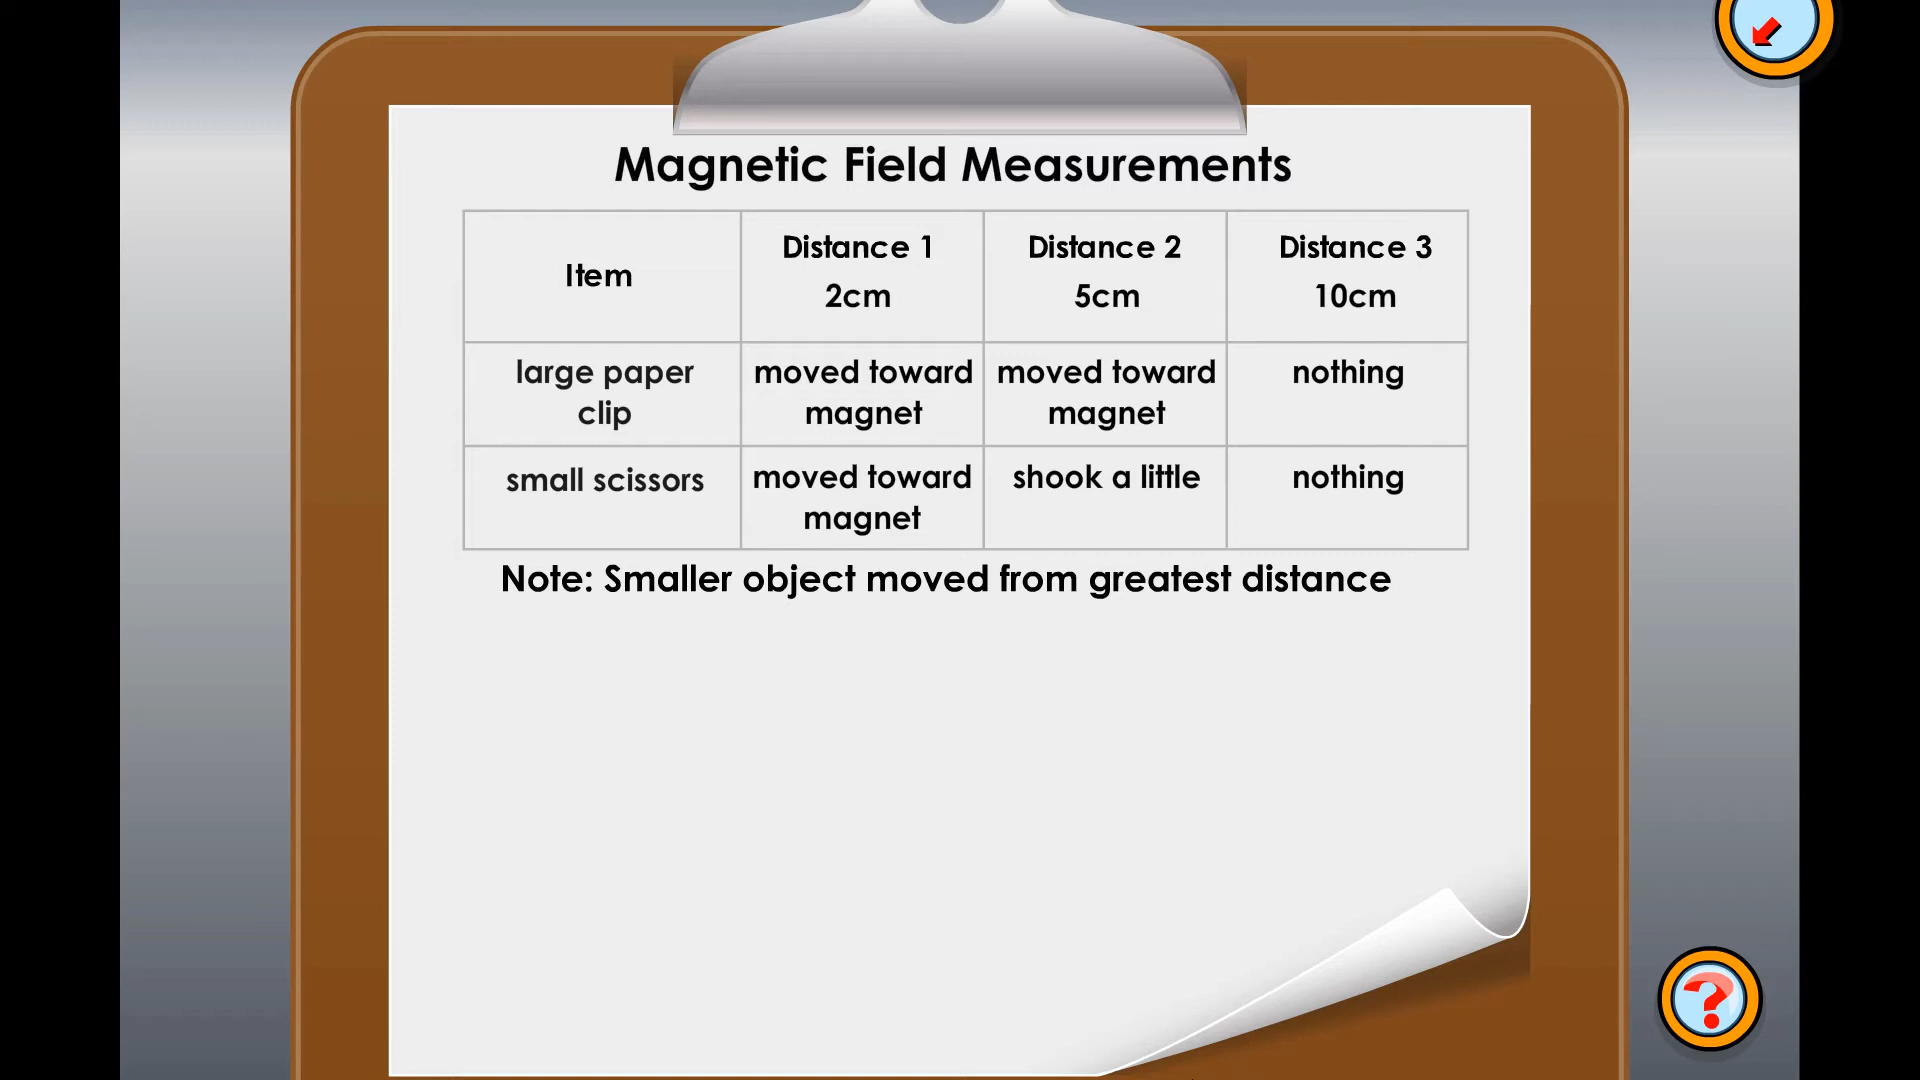 Magnetic Field Measurements
Item
Distance 1
2cm
Distance 2
5cm
Distance 3
10cm
large paper
clip
moved toward
magnet
moved toward
magnet
nothing
small scissors
moved toward
magnet
shook a little
nothing
Note: Smaller object moved from greatest distance
?